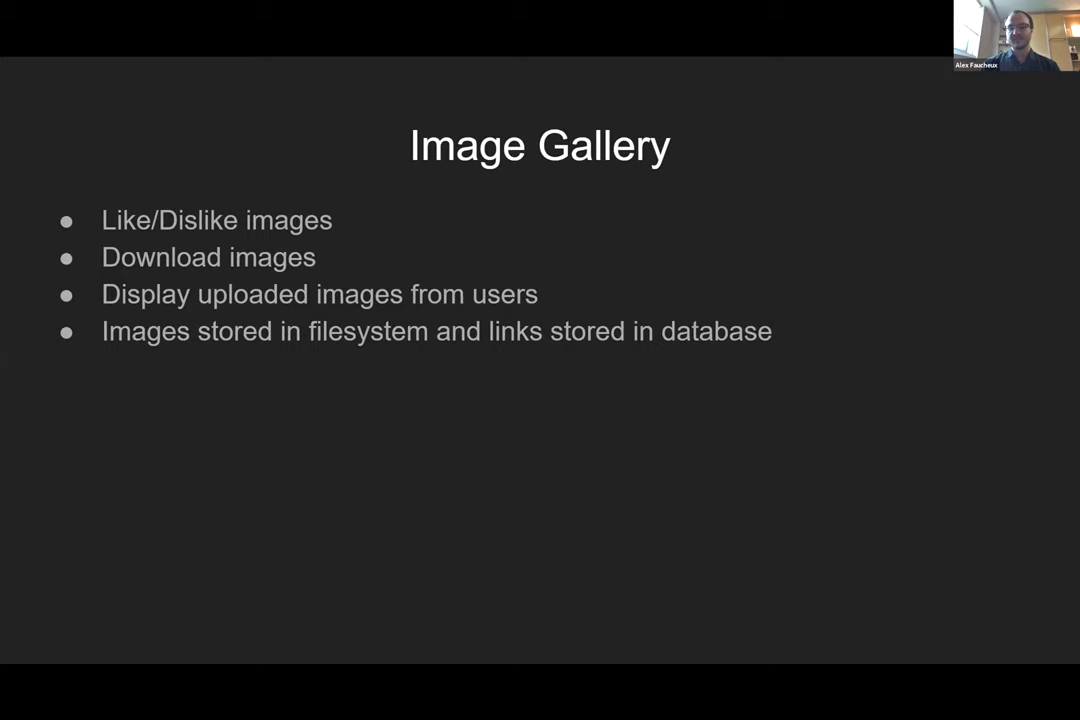 Alex Faucheux
Image Gallery
● Like/Dislike images
● Download images
● Display uploaded images from users
● Images stored in filesystem and links stored in database